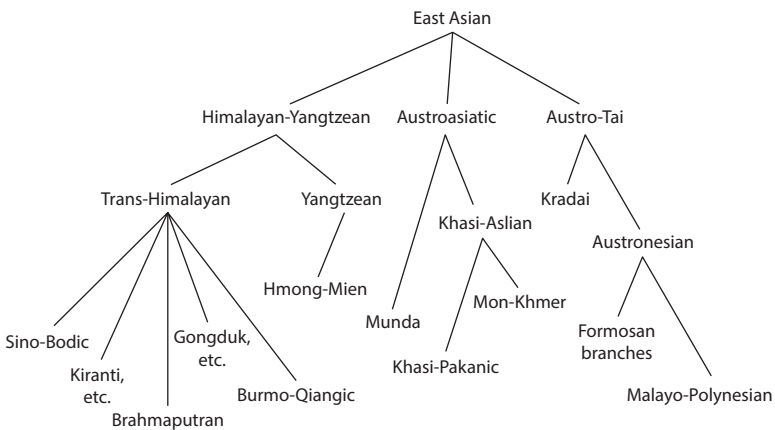 East Asian
Himalayan-Yangtzean
Austroasiatic
Austro-Tai
Trans-Himalayan
Yangtzean
Kradai
Khasi-Aslian
Austronesian
Hmong-Mien
Mon-Khmer
Munda
Formosan
branches
Sino-Bodic
Gongduk,
etc.
Kiranti,
etc.
Khasi-Pakanic
Burmo-Qiangic
Malayo-Polynesian
Brahmaputran